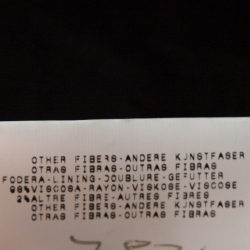 OTHER FIBERS-ANDERE KUNSTFASER
OTRAS FIBRAS-OUTRAS FIBRAS
FODERA-LINING-DOUBLURE-GEFUTTER
98%VISCOSA-RAYON-VISKOSE-VISCOSE
2%ALTRE FIBRI-AUTRES FIBRES
OTHER FIBERS-ANDERE KUNSTFASER
OTRAS FIBRAS-OUTRAS FIBRAS